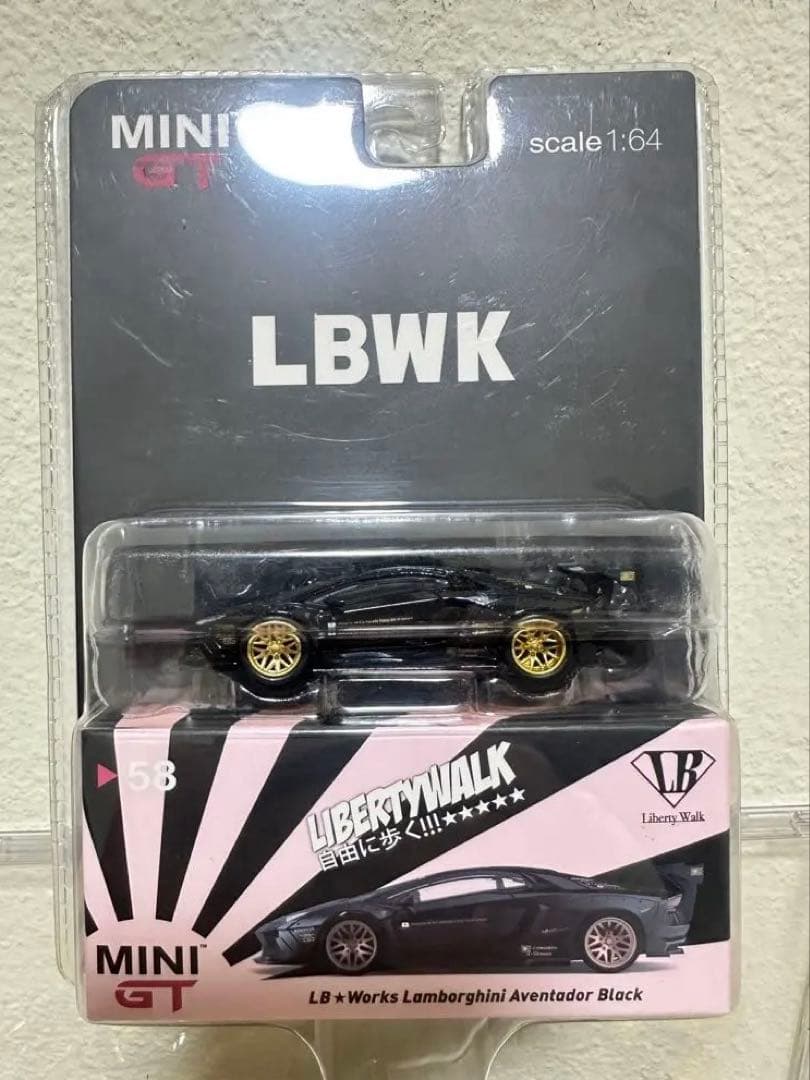 MINI
GT
scale 1:64
LBWK
58
LIBERTYWALK
自由に歩く!!!★★★★★
LB
Liberty Walk
MINI™
GT
LB★Works Lamborghini Aventador Black